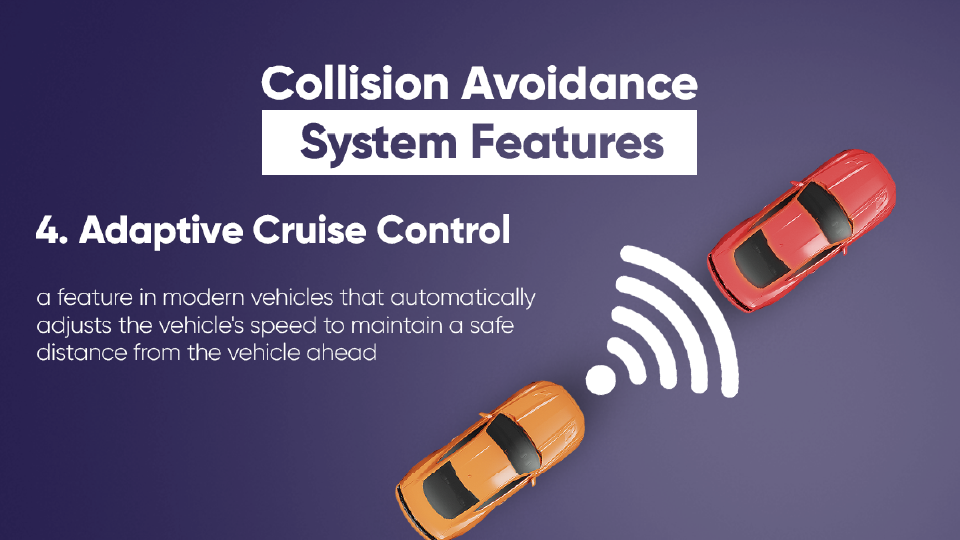 Collision Avoidance
System Features
4. Adaptive Cruise Control
a feature in modern vehicles that automatically
adjusts the vehicle's speed to maintain a safe
distance from the vehicle ahead